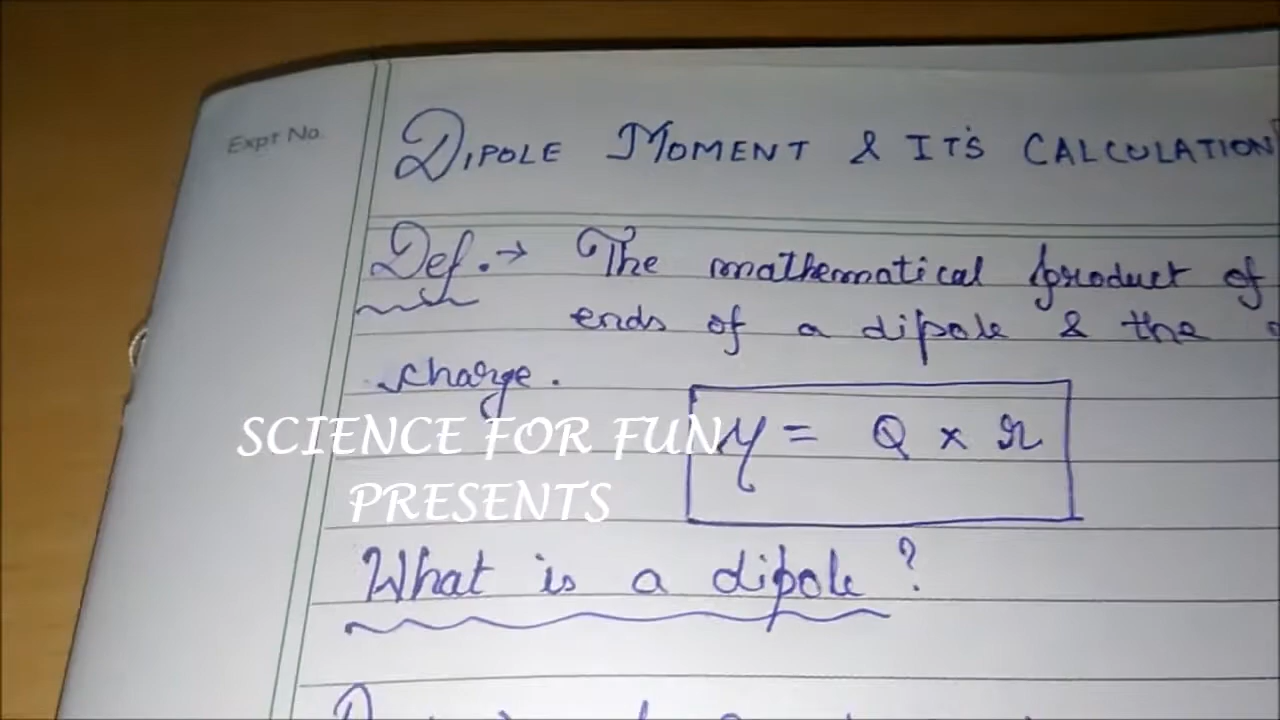 Expt No.
DIPOLE MOMENT & IT'S CALCULATION
Def. → The mathematical product of
ends of a dipole & the
charge.
SCIENCE FOR FUN
PRESENTS
μ = Q × r
What is a dipole ?